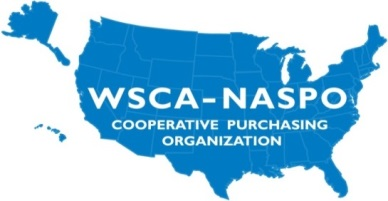 WSCA-NASPO
COOPERATIVE PURCHASING
ORGANIZATION